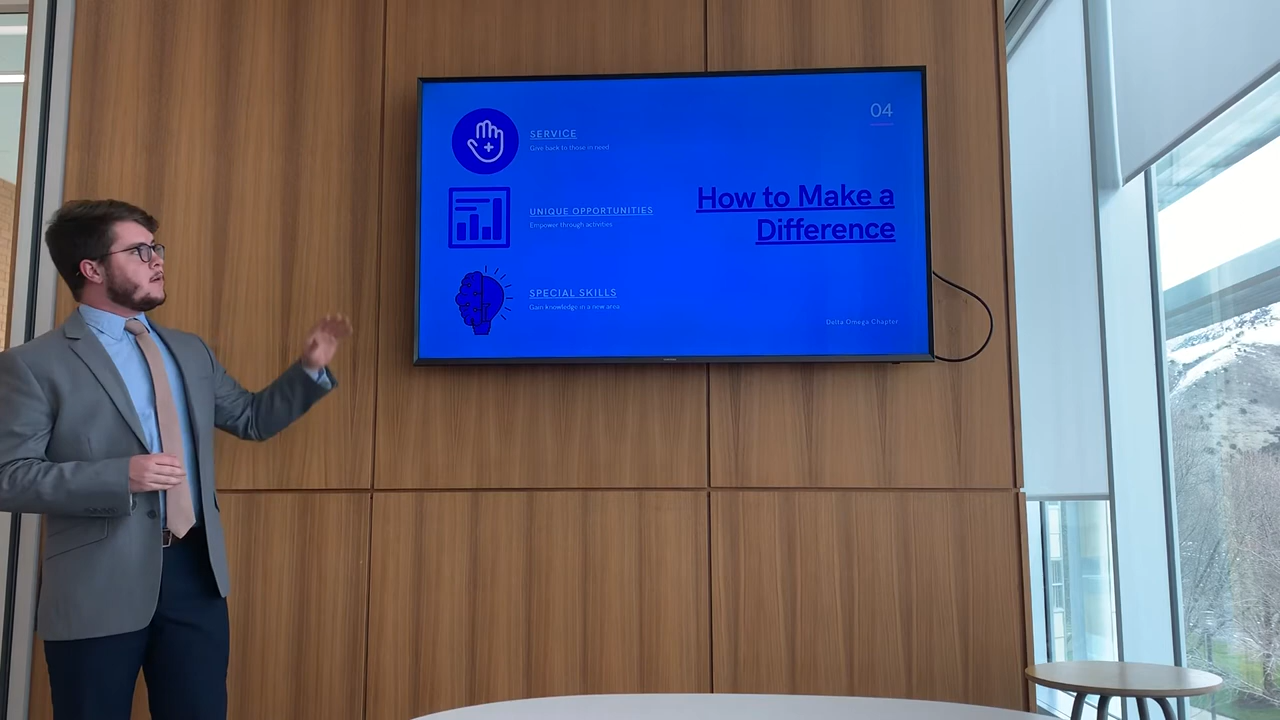 SERVICE
Give back to those in need
UNIQUE OPPORTUNITIES
Empower through activities
SPECIAL SKILLS
Gain knowledge in a new area
04
How to Make a
Difference
Delta Omega Chapter